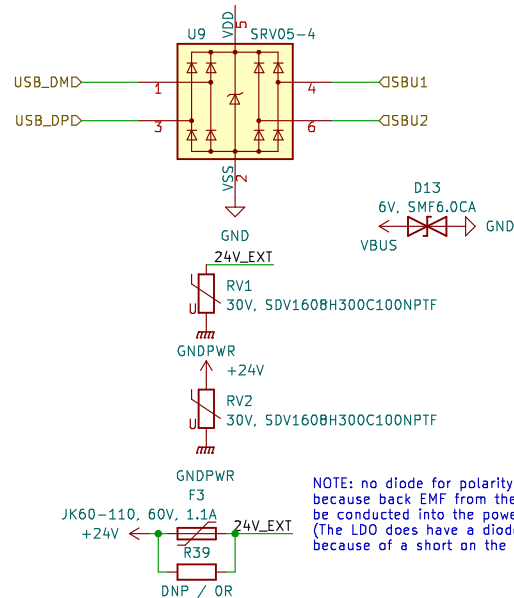 U9
VDD
5
SRV05-4
USB_DM
1
4
SBU1
USB_DP
3
6
SBU2
VSS
2
GND
D13
6V, SMF6.0CA
GND
VBUS
24V_EXT
RV1
30V, SDV1608H300C100NPTF
U
GNDPWR
+24V
RV2
30V, SDV1608H300C100NPTF
U
GNDPWR
F3
JK60-110, 60V, 1.1A
+24V
24V_EXT
R39
DNP / 0R
NOTE: no diode for polarity
because back EMF from the
be conducted into the powe
(The LDO does have a diod
because of a short on the